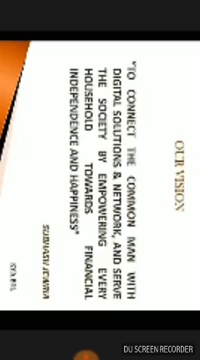 OUR VISION
"TO CONNECT THE COMMON MAN WITH
DIGITAL SOLUTIONS & NETWORK, AND SERVE
THE SOCIETY BY EMPOWERING EVERY
HOUSEHOLD TOWARDS FINANCIAL
INDEPENDENCE AND HAPPINESS"
DU SCREEN RECORDER